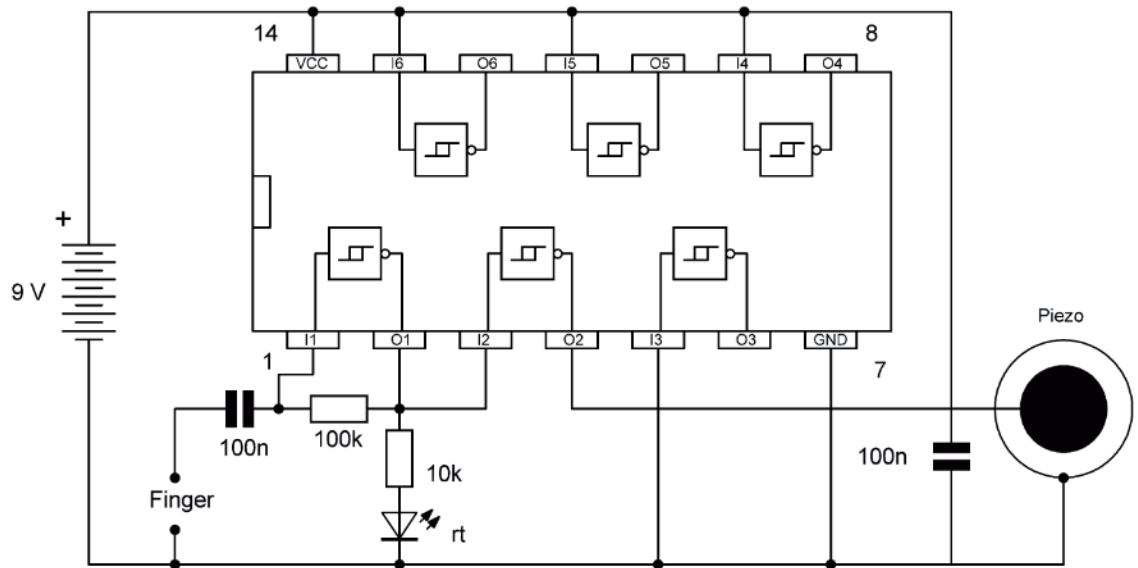 14
8
VCC
I6
O6
I5
O5
I4
O4
+
9 V
I1
O1
I2
O2
I3
O3
GND
1
7
Piezo
100n
100k
10k
100n
Finger
rt